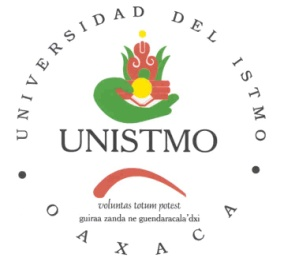 UNIVERSIDAD DEL ISTMO
UNISTMO
voluntas totum potest
guiraa zanda ne guendaracala'dxi
• OAXACA •